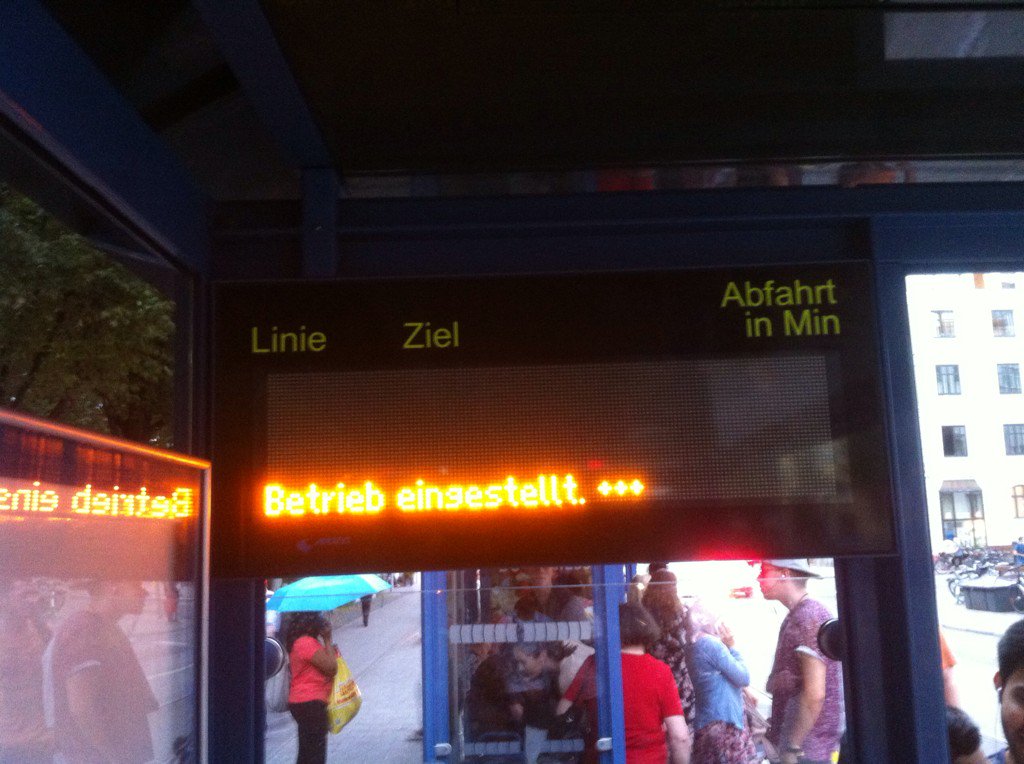 Linie Ziel Abfahrt
in Min
Betrieb eingestellt. ♦♦♦